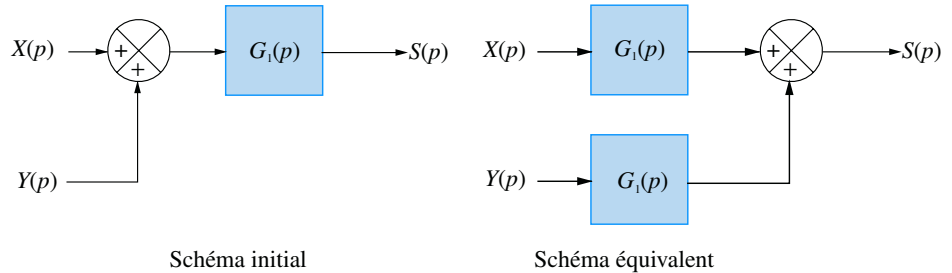 X(p) + + G₁(p) S(p)
Y(p)
Schéma initial
X(p) G₁(p) + + S(p)
Y(p) G₁(p)
Schéma équivalent